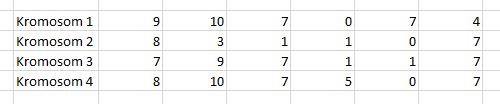 Kromosom 1 9 10 7 0 7 4
Kromosom 2 8 3 1 1 0 7
Kromosom 3 7 9 7 1 1 7
Kromosom 4 8 10 7 5 0 7